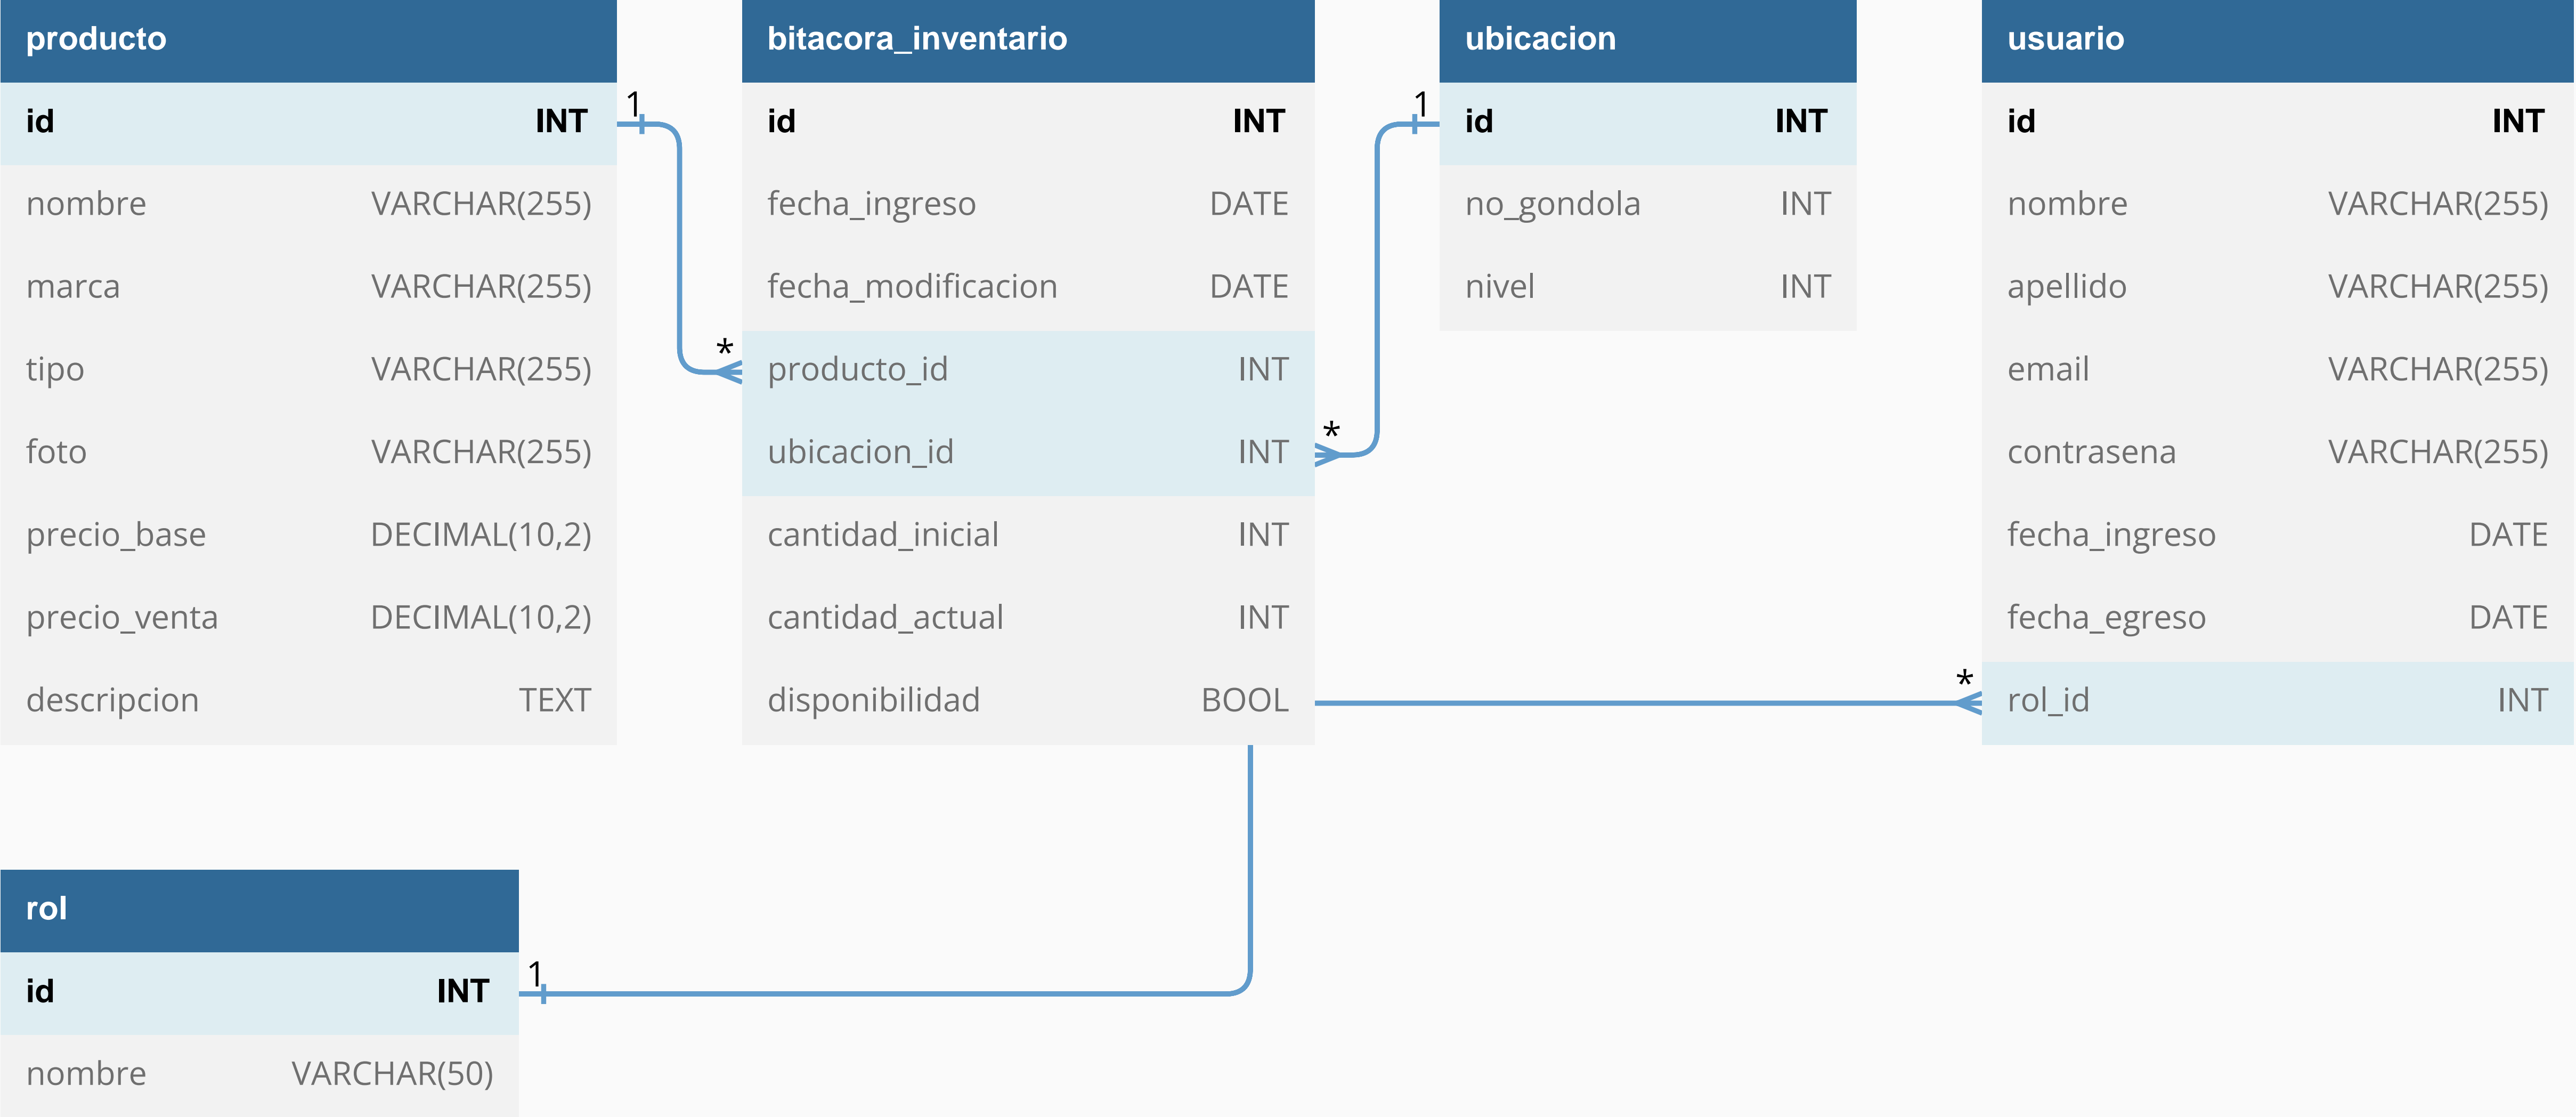 producto
id INT
nombre VARCHAR(255)
marca VARCHAR(255)
tipo VARCHAR(255)
foto VARCHAR(255)
precio_base DECIMAL(10,2)
precio_venta DECIMAL(10,2)
descripcion TEXT
1
*
bitacora_inventario
id INT
fecha_ingreso DATE
fecha_modificacion DATE
producto_id INT
ubicacion_id INT
cantidad_inicial INT
cantidad_actual INT
disponibilidad BOOL
1
*
ubicacion
id INT
no_gondola INT
nivel INT
usuario
id INT
nombre VARCHAR(255)
apellido VARCHAR(255)
email VARCHAR(255)
contrasena VARCHAR(255)
fecha_ingreso DATE
fecha_egreso DATE
rol_id INT
*
rol
id INT
nombre VARCHAR(50)
1